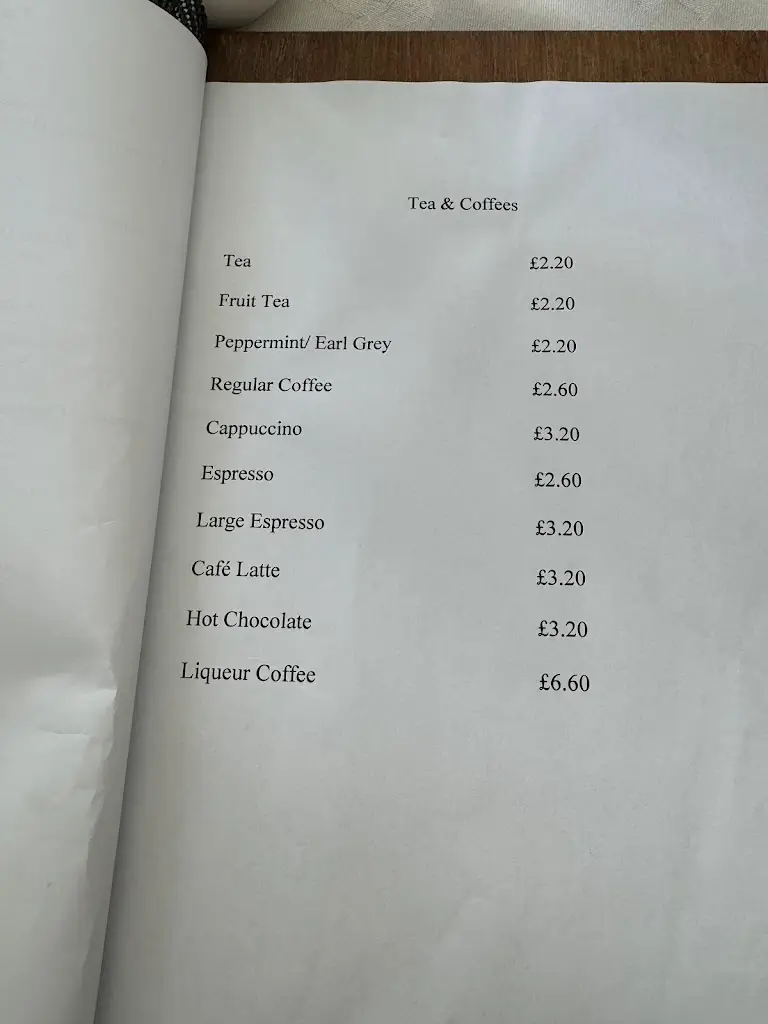 Tea & Coffees
Tea £2.20
Fruit Tea £2.20
Peppermint/ Earl Grey £2.20
Regular Coffee £2.60
Cappuccino £3.20
Espresso £2.60
Large Espresso £3.20
Café Latte £3.20
Hot Chocolate £3.20
Liqueur Coffee £6.60